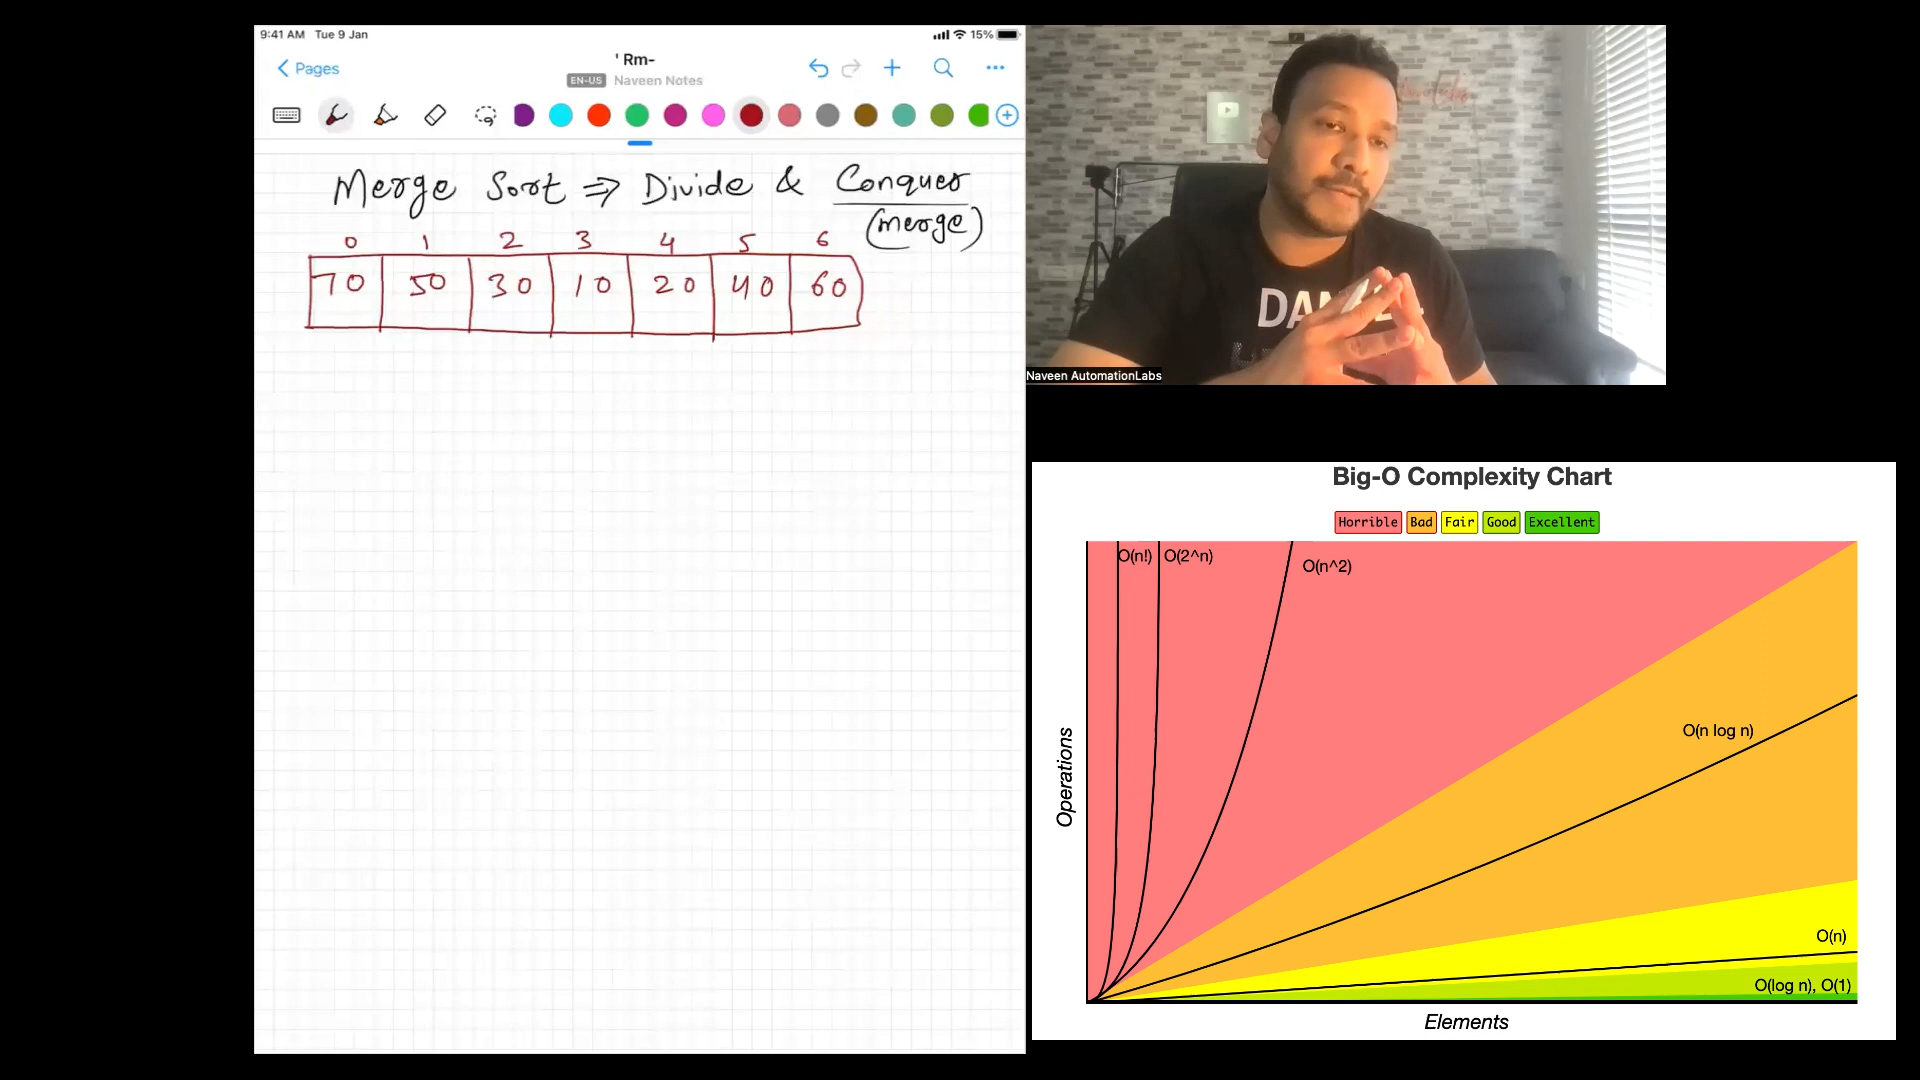 9:41 AM Tue 9 Jan
15%
Pages
' Rm-
EN-US Naveen Notes
Merge Sort ⇒ Divide & Conquer
(merge)
0 1 2 3 4 5 6
70 50 30 10 20 40 60
Naveen AutomationLabs
Big-O Complexity Chart
Horrible Bad Fair Good Excellent
O(n!) O(2^n)
O(n^2)
O(n log n)
O(n)
O(log n), O(1)
Operations
Elements